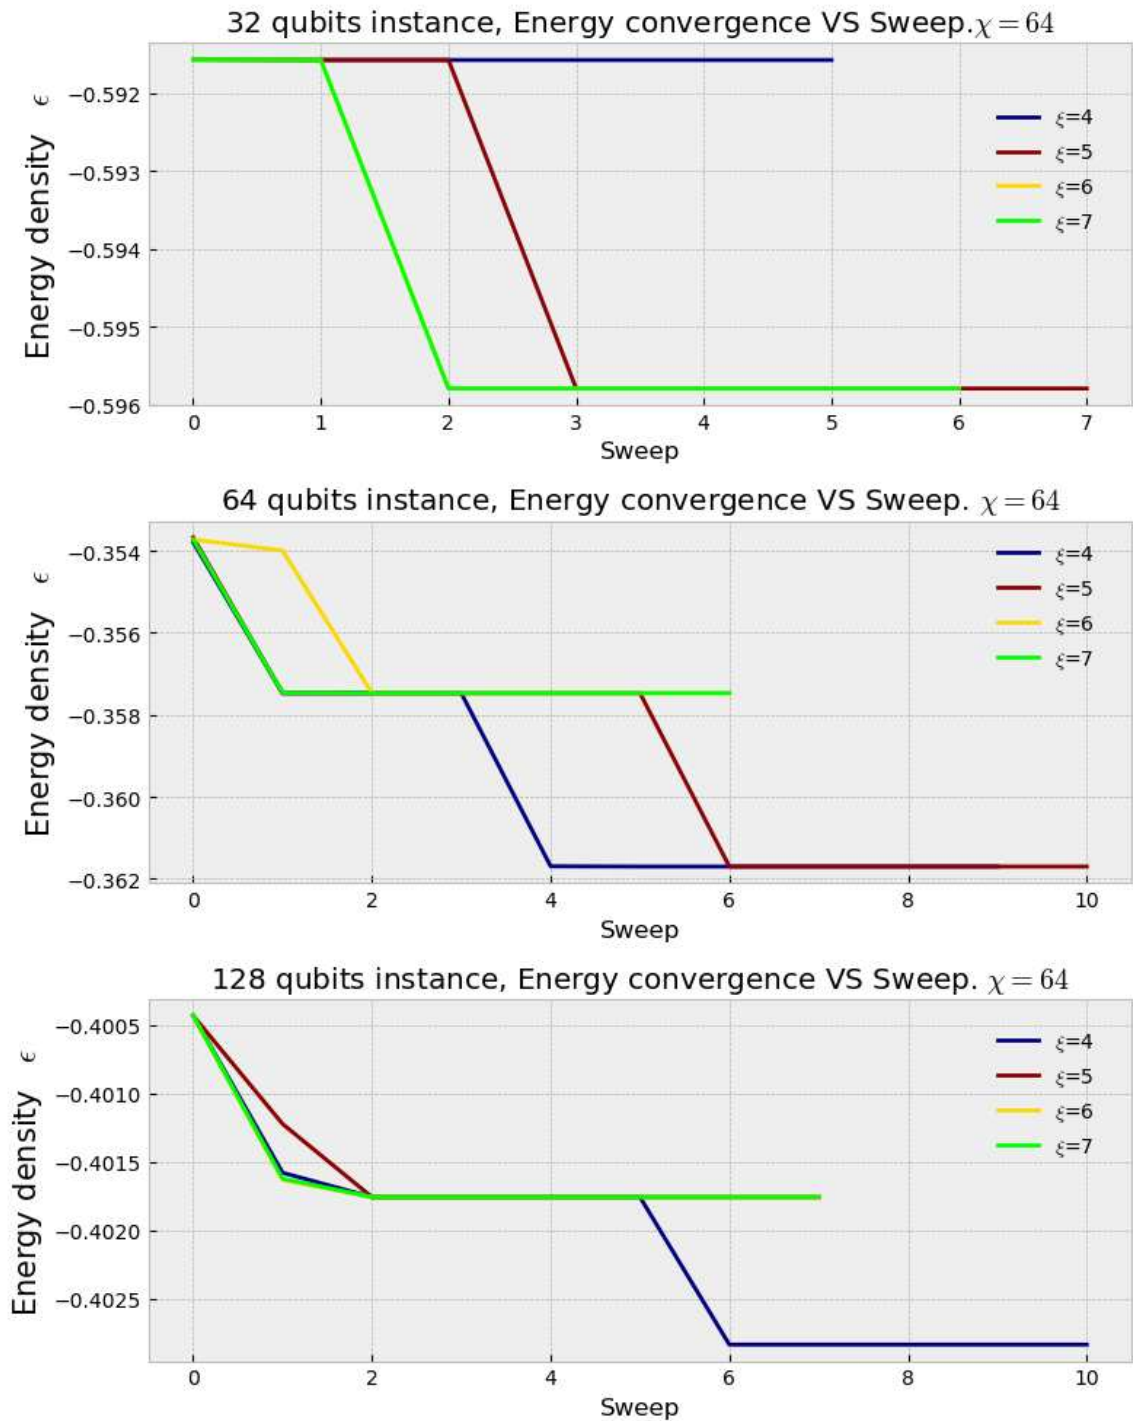 32 qubits instance, Energy convergence VS Sweep.χ = 64
Energy density ϵ
−0.592
−0.593
−0.594
−0.595
−0.596
ξ=4
ξ=5
ξ=6
ξ=7
0 1 2 3 4 5 6 7
Sweep
64 qubits instance, Energy convergence VS Sweep. χ = 64
Energy density ϵ
−0.354
−0.356
−0.358
−0.360
−0.362
ξ=4
ξ=5
ξ=6
ξ=7
0 2 4 6 8 10
Sweep
128 qubits instance, Energy convergence VS Sweep. χ = 64
Energy density ϵ
−0.4005
−0.4010
−0.4015
−0.4020
−0.4025
ξ=4
ξ=5
ξ=6
ξ=7
0 2 4 6 8 10
Sweep